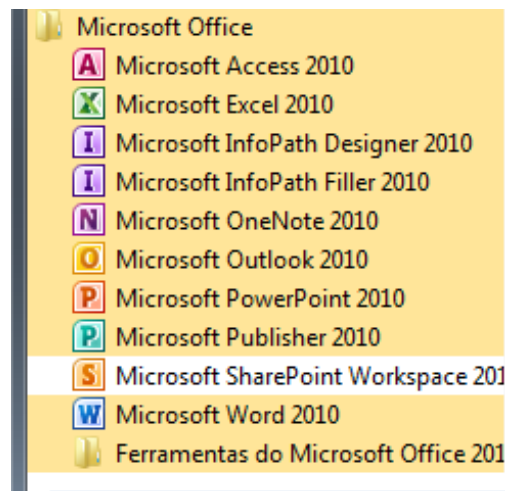 Microsoft Office
A Microsoft Access 2010
X Microsoft Excel 2010
I Microsoft InfoPath Designer 2010
I Microsoft InfoPath Filler 2010
N Microsoft OneNote 2010
O Microsoft Outlook 2010
P Microsoft PowerPoint 2010
P Microsoft Publisher 2010
S Microsoft SharePoint Workspace 201
W Microsoft Word 2010
Ferramentas do Microsoft Office 201